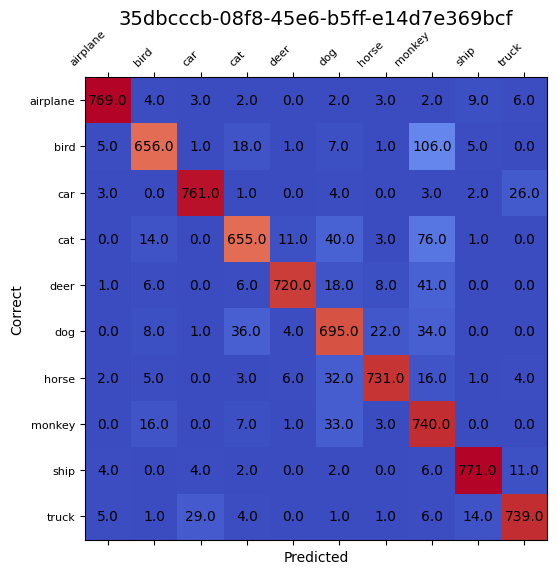 35dbcccb-08f8-45e6-b5ff-e14d7e369bcf
airplane bird car cat deer dog horse monkey ship truck
airplane 769.0 4.0 3.0 2.0 0.0 2.0 3.0 2.0 9.0 6.0
bird 5.0 656.0 1.0 18.0 1.0 7.0 1.0 106.0 5.0 0.0
car 3.0 0.0 761.0 1.0 0.0 4.0 0.0 3.0 2.0 26.0
cat 0.0 14.0 0.0 655.0 11.0 40.0 3.0 76.0 1.0 0.0
deer 1.0 6.0 0.0 6.0 720.0 18.0 8.0 41.0 0.0 0.0
Correct
dog 0.0 8.0 1.0 36.0 4.0 695.0 22.0 34.0 0.0 0.0
horse 2.0 5.0 0.0 3.0 6.0 32.0 731.0 16.0 1.0 4.0
monkey 0.0 16.0 0.0 7.0 1.0 33.0 3.0 740.0 0.0 0.0
ship 4.0 0.0 4.0 2.0 0.0 2.0 0.0 6.0 771.0 11.0
truck 5.0 1.0 29.0 4.0 0.0 1.0 1.0 6.0 14.0 739.0
Predicted